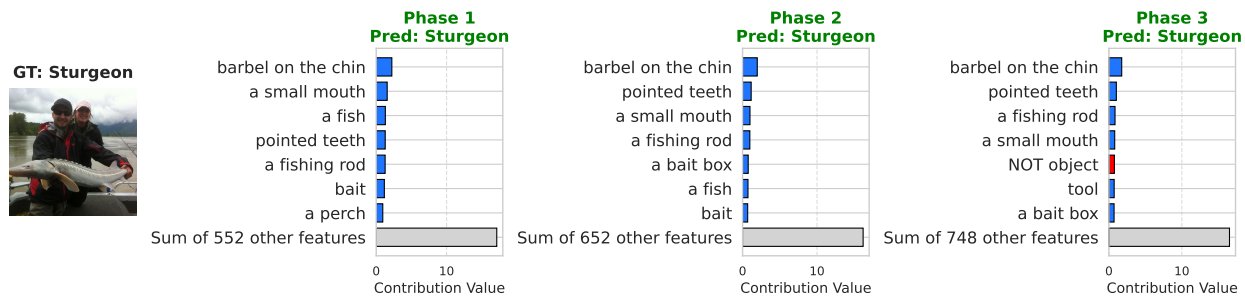 GT: Sturgeon
Phase 1
Pred: Sturgeon
barbel on the chin
a small mouth
a fish
pointed teeth
a fishing rod
bait
a perch
Sum of 552 other features
0 10
Contribution Value
Phase 2
Pred: Sturgeon
barbel on the chin
pointed teeth
a small mouth
a fishing rod
a bait box
a fish
bait
Sum of 652 other features
0 10
Contribution Value
Phase 3
Pred: Sturgeon
barbel on the chin
pointed teeth
a fishing rod
a small mouth
NOT object
tool
a bait box
Sum of 748 other features
0 10
Contribution Value